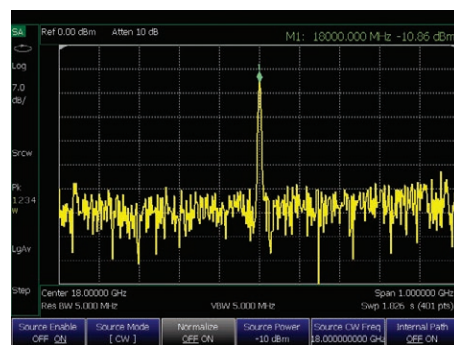 SA
Ref 0.00 dBm Atten 10 dB
M1: 18000.000 MHz -10.86 dBm
Log
7.0
dB/
Srcw
Pk
1234
w
LgAv
Step
1
Center 18.00000 GHz
Span 1.000000 GHz
Res BW 5.000 MHz
VBW 5.000 MHz
Swp 1.026 s (401 pts)
Source Enable
OFF ON
Source Mode
[ CW ]
Normalize
OFF ON
Source Power
-10 dBm
Source CW Freq
18.000000000 GHz
Internal Path
OFF ON